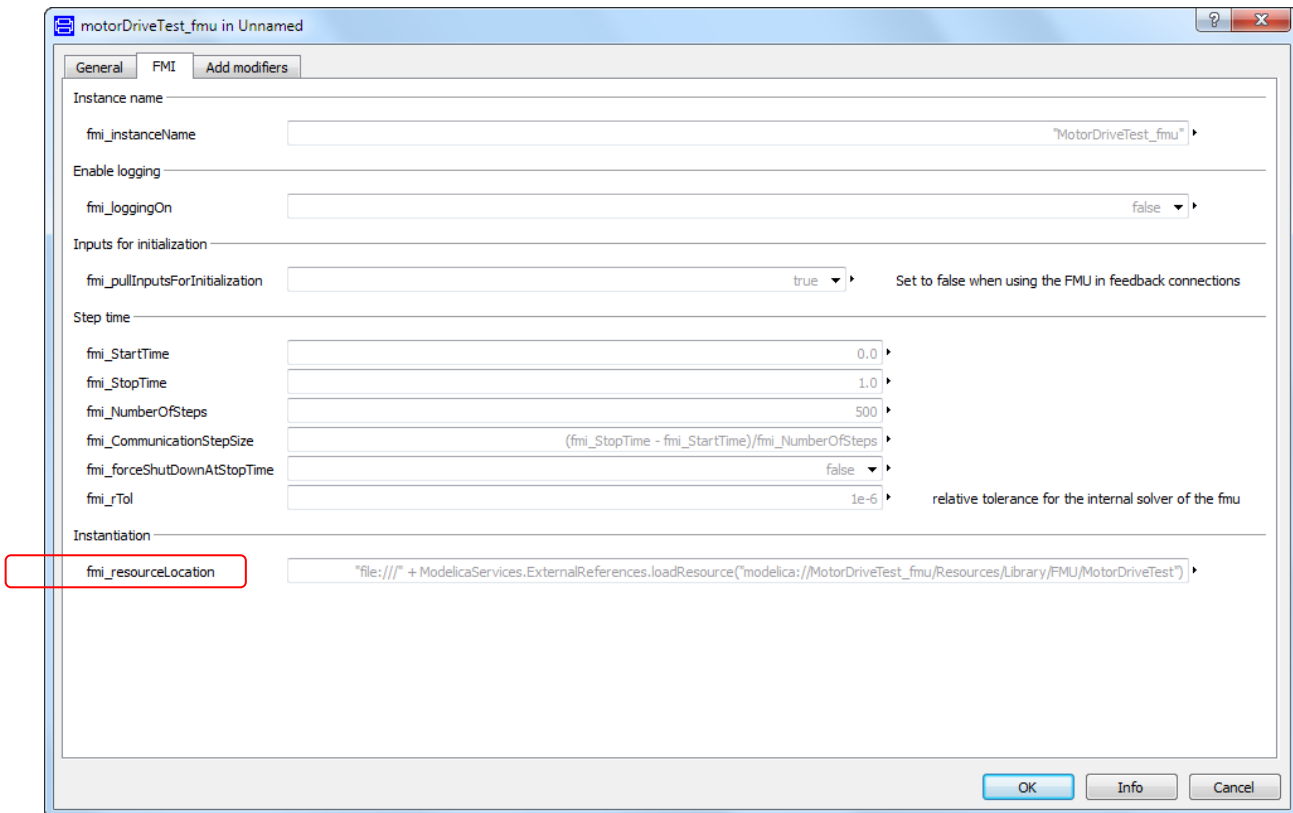 motorDriveTest_fmu in Unnamed
General FMI Add modifiers
Instance name
fmi_instanceName "MotorDriveTest_fmu"
Enable logging
fmi_loggingOn false
Inputs for initialization
fmi_pullInputsForInitialization true Set to false when using the FMU in feedback connections
Step time
fmi_StartTime 0.0
fmi_StopTime 1.0
fmi_NumberOfSteps 500
fmi_CommunicationStepSize (fmi_StopTime - fmi_StartTime)/fmi_NumberOfSteps
fmi_forceShutDownAtStopTime false
fmi_rTol 1e-6 relative tolerance for the internal solver of the fmu
Instantiation
fmi_resourceLocation "file:///" + ModelicaServices.ExternalReferences.loadResource("modelica://MotorDriveTest_fmu/Resources/Library/FMU/MotorDriveTest")
OK Info Cancel